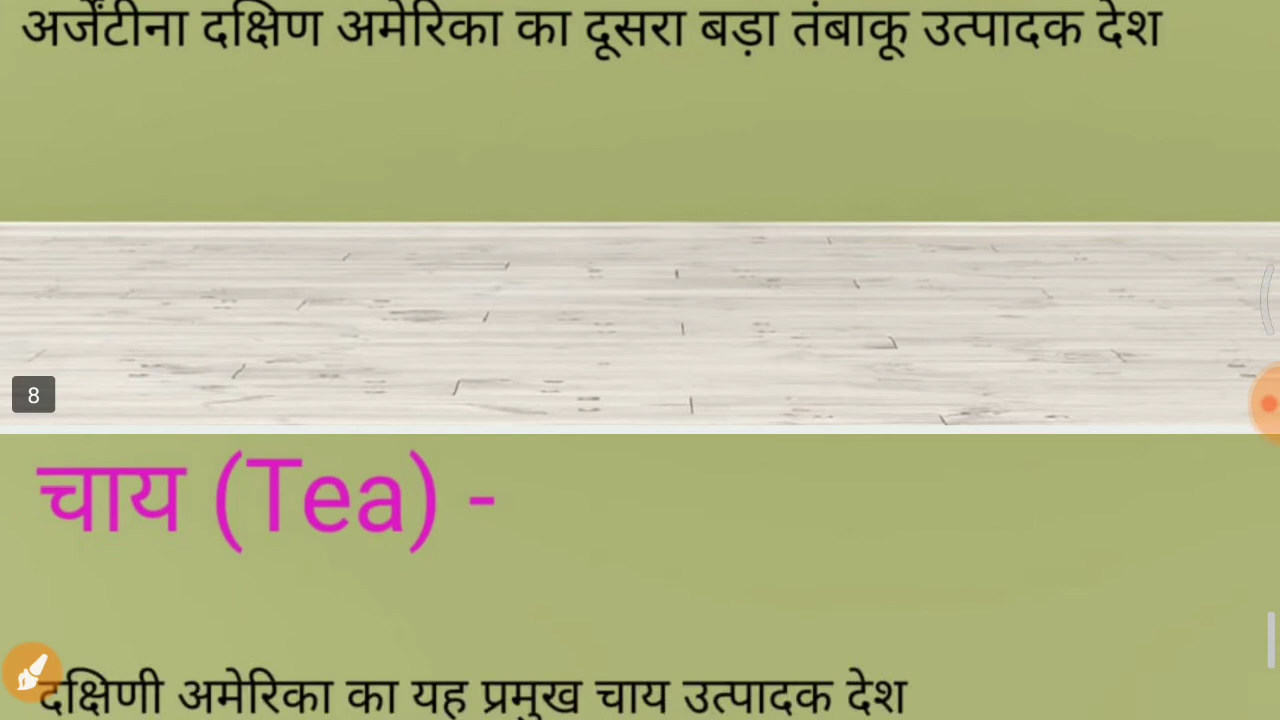 अर्जेंटीना दक्षिण अमेरिका का दूसरा बड़ा तंबाकू उत्पादक देश
8
चाय (Tea) -
दक्षिणी अमेरिका का यह प्रमुख चाय उत्पादक देश